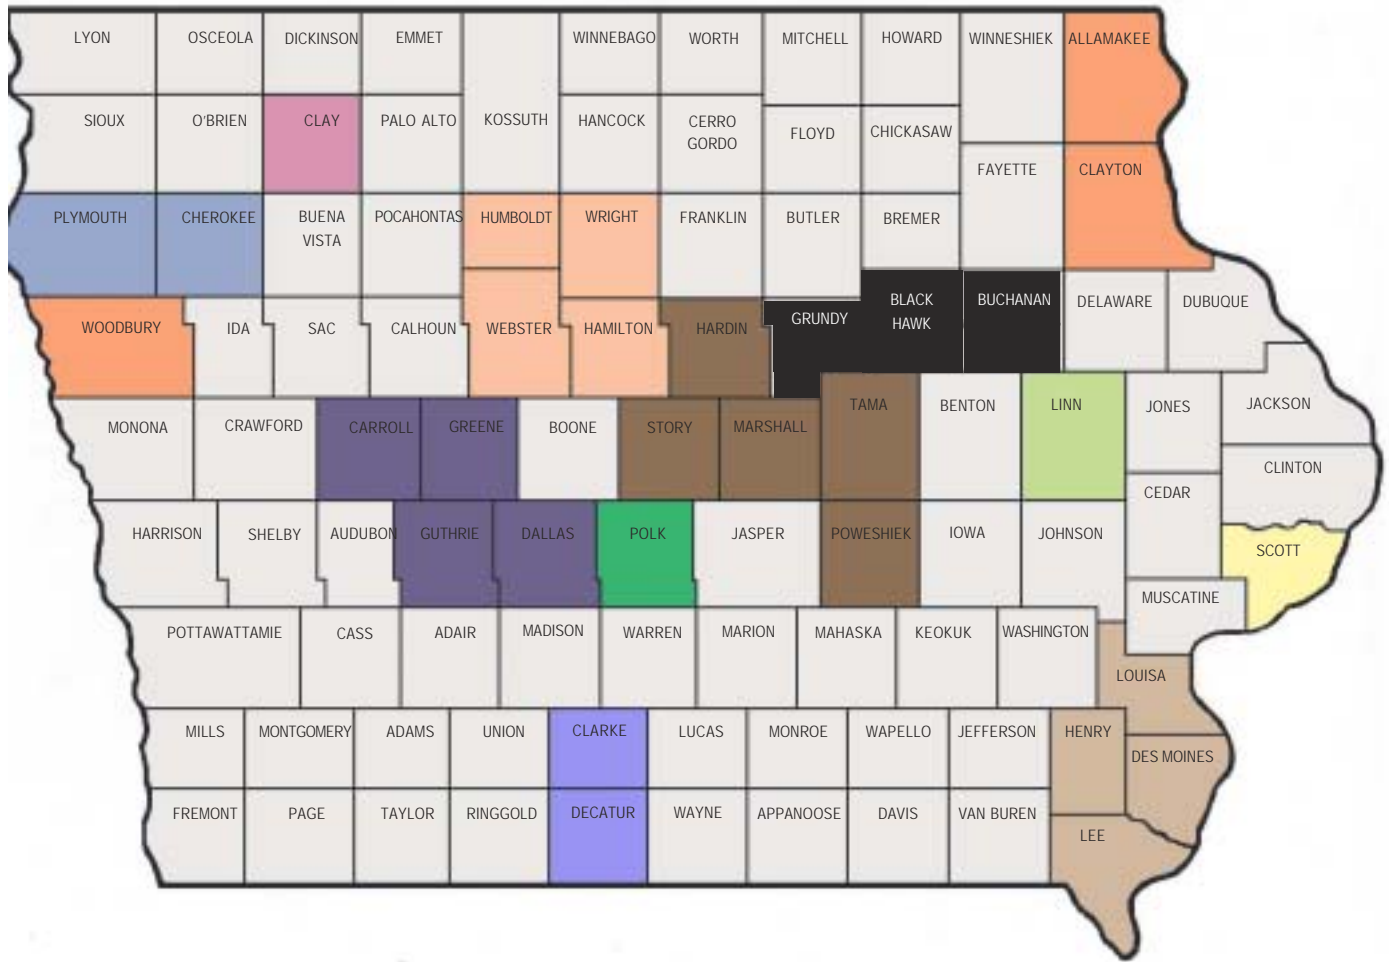 LYON
OSCEOLA
DICKINSON
EMMET
WINNEBAGO
WORTH
MITCHELL
HOWARD
WINNESHIEK
ALLAMAKEE
SIOUX
O'BRIEN
CLAY
PALO ALTO
KOSSUTH
HANCOCK
CERRO
GORDO
FLOYD
CHICKASAW
FAYETTE
CLAYTON
PLYMOUTH
CHEROKEE
BUENA
VISTA
POCAHONTAS
HUMBOLDT
WRIGHT
FRANKLIN
BUTLER
BREMER
WOODBURY
IDA
SAC
CALHOUN
WEBSTER
HAMILTON
HARDIN
GRUNDY
BLACK
HAWK
BUCHANAN
DELAWARE
DUBUQUE
MONONA
CRAWFORD
CARROLL
GREENE
BOONE
STORY
MARSHALL
TAMA
BENTON
LINN
JONES
JACKSON
CLINTON
CEDAR
HARRISON
SHELBY
AUDUBON
GUTHRIE
DALLAS
POLK
JASPER
POWESHIEK
IOWA
JOHNSON
SCOTT
MUSCATINE
POTTAWATTAMIE
CASS
ADAIR
MADISON
WARREN
MARION
MAHASKA
KEOKUK
WASHINGTON
LOUISA
MILLS
MONTGOMERY
ADAMS
UNION
CLARKE
LUCAS
MONROE
WAPELLO
JEFFERSON
HENRY
DES MOINES
FREMONT
PAGE
TAYLOR
RINGGOLD
DECATUR
WAYNE
APPANOOSE
DAVIS
VAN BUREN
LEE